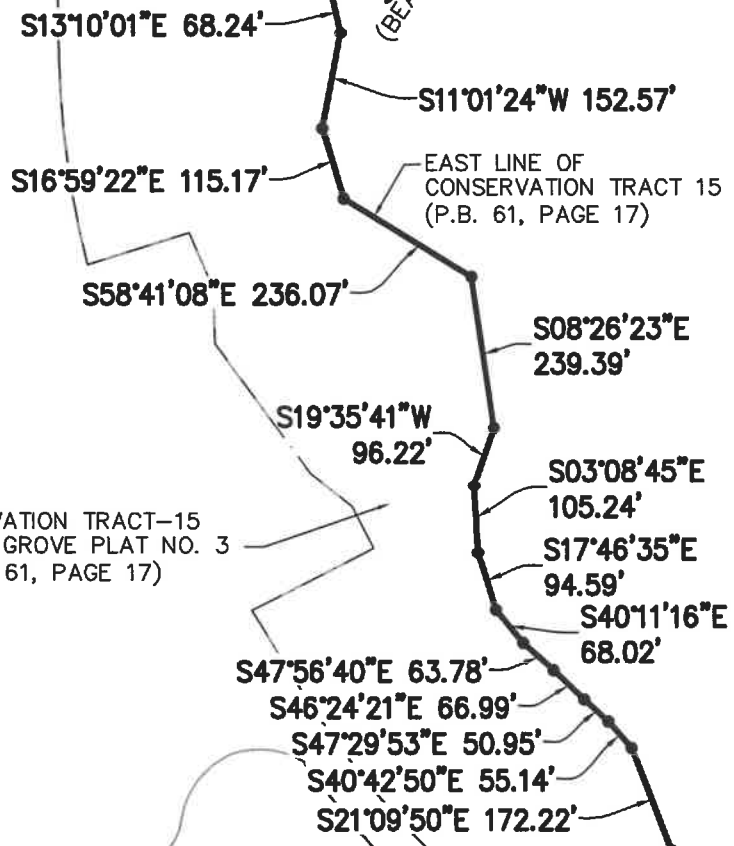 (BEA
S13°10'01"E 68.24'
S11°01'24"W 152.57'
S16°59'22"E 115.17'
EAST LINE OF
CONSERVATION TRACT 15
(P.B. 61, PAGE 17)
S58°41'08"E 236.07'
S08°26'23"E
239.39'
S19°35'41"W
96.22'
S03°08'45"E
105.24'
VATION TRACT-15
GROVE PLAT NO. 3
61, PAGE 17)
S17°46'35"E
94.59'
S40°11'16"E
68.02'
S47°56'40"E 63.78'
S46°24'21"E 66.99'
S47°29'53"E 50.95'
S40°42'50"E 55.14'
S21°09'50"E 172.22'